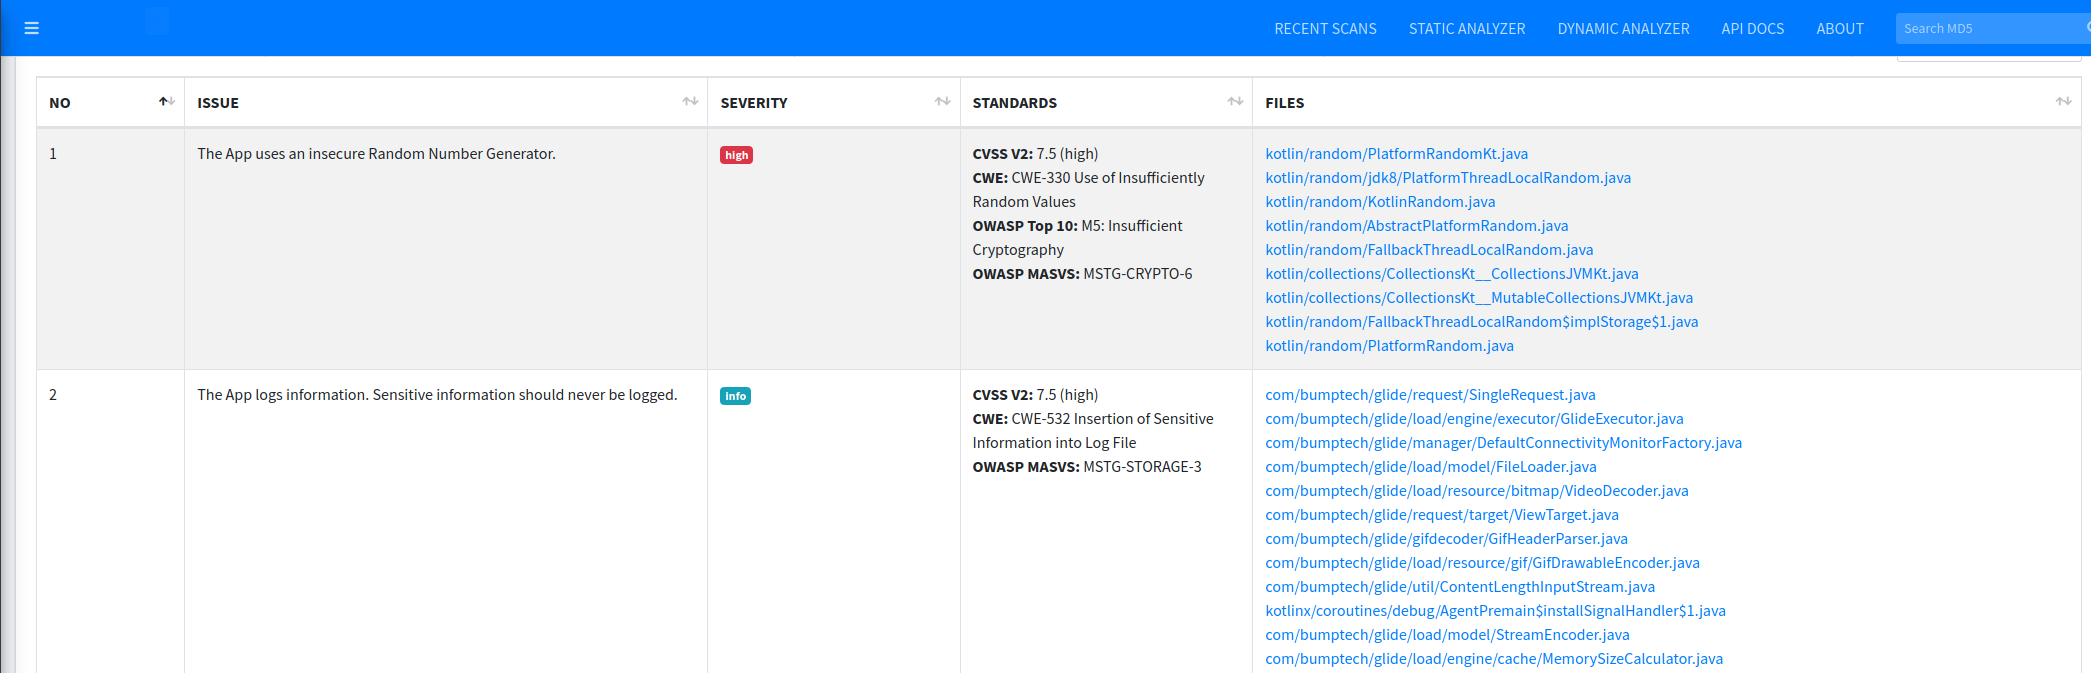 RECENT SCANS STATIC ANALYZER DYNAMIC ANALYZER API DOCS ABOUT Search MD5
NO ISSUE SEVERITY STANDARDS FILES
1
The App uses an insecure Random Number Generator.
high
CVSS V2: 7.5 (high)
CWE: CWE-330 Use of Insufficiently
Random Values
OWASP Top 10: M5: Insufficient
Cryptography
OWASP MASVS: MSTG-CRYPTO-6
kotlin/random/PlatformRandomKt.java
kotlin/random/jdk8/PlatformThreadLocalRandom.java
kotlin/random/KotlinRandom.java
kotlin/random/AbstractPlatformRandom.java
kotlin/random/FallbackThreadLocalRandom.java
kotlin/collections/CollectionsKt__CollectionsJVMKt.java
kotlin/collections/CollectionsKt__MutableCollectionsJVMKt.java
kotlin/random/FallbackThreadLocalRandom$implStorage$1.java
kotlin/random/PlatformRandom.java
2
The App logs information. Sensitive information should never be logged.
info
CVSS V2: 7.5 (high)
CWE: CWE-532 Insertion of Sensitive
Information into Log File
OWASP MASVS: MSTG-STORAGE-3
com/bumptech/glide/request/SingleRequest.java
com/bumptech/glide/load/engine/executor/GlideExecutor.java
com/bumptech/glide/manager/DefaultConnectivityMonitorFactory.java
com/bumptech/glide/load/model/FileLoader.java
com/bumptech/glide/load/resource/bitmap/VideoDecoder.java
com/bumptech/glide/request/target/ViewTarget.java
com/bumptech/glide/gifdecoder/GifHeaderParser.java
com/bumptech/glide/load/resource/gif/GifDrawableEncoder.java
com/bumptech/glide/util/ContentLengthInputStream.java
kotlinx/coroutines/debug/AgentPremain$installSignalHandler$1.java
com/bumptech/glide/load/model/StreamEncoder.java
com/bumptech/glide/load/engine/cache/MemorySizeCalculator.java